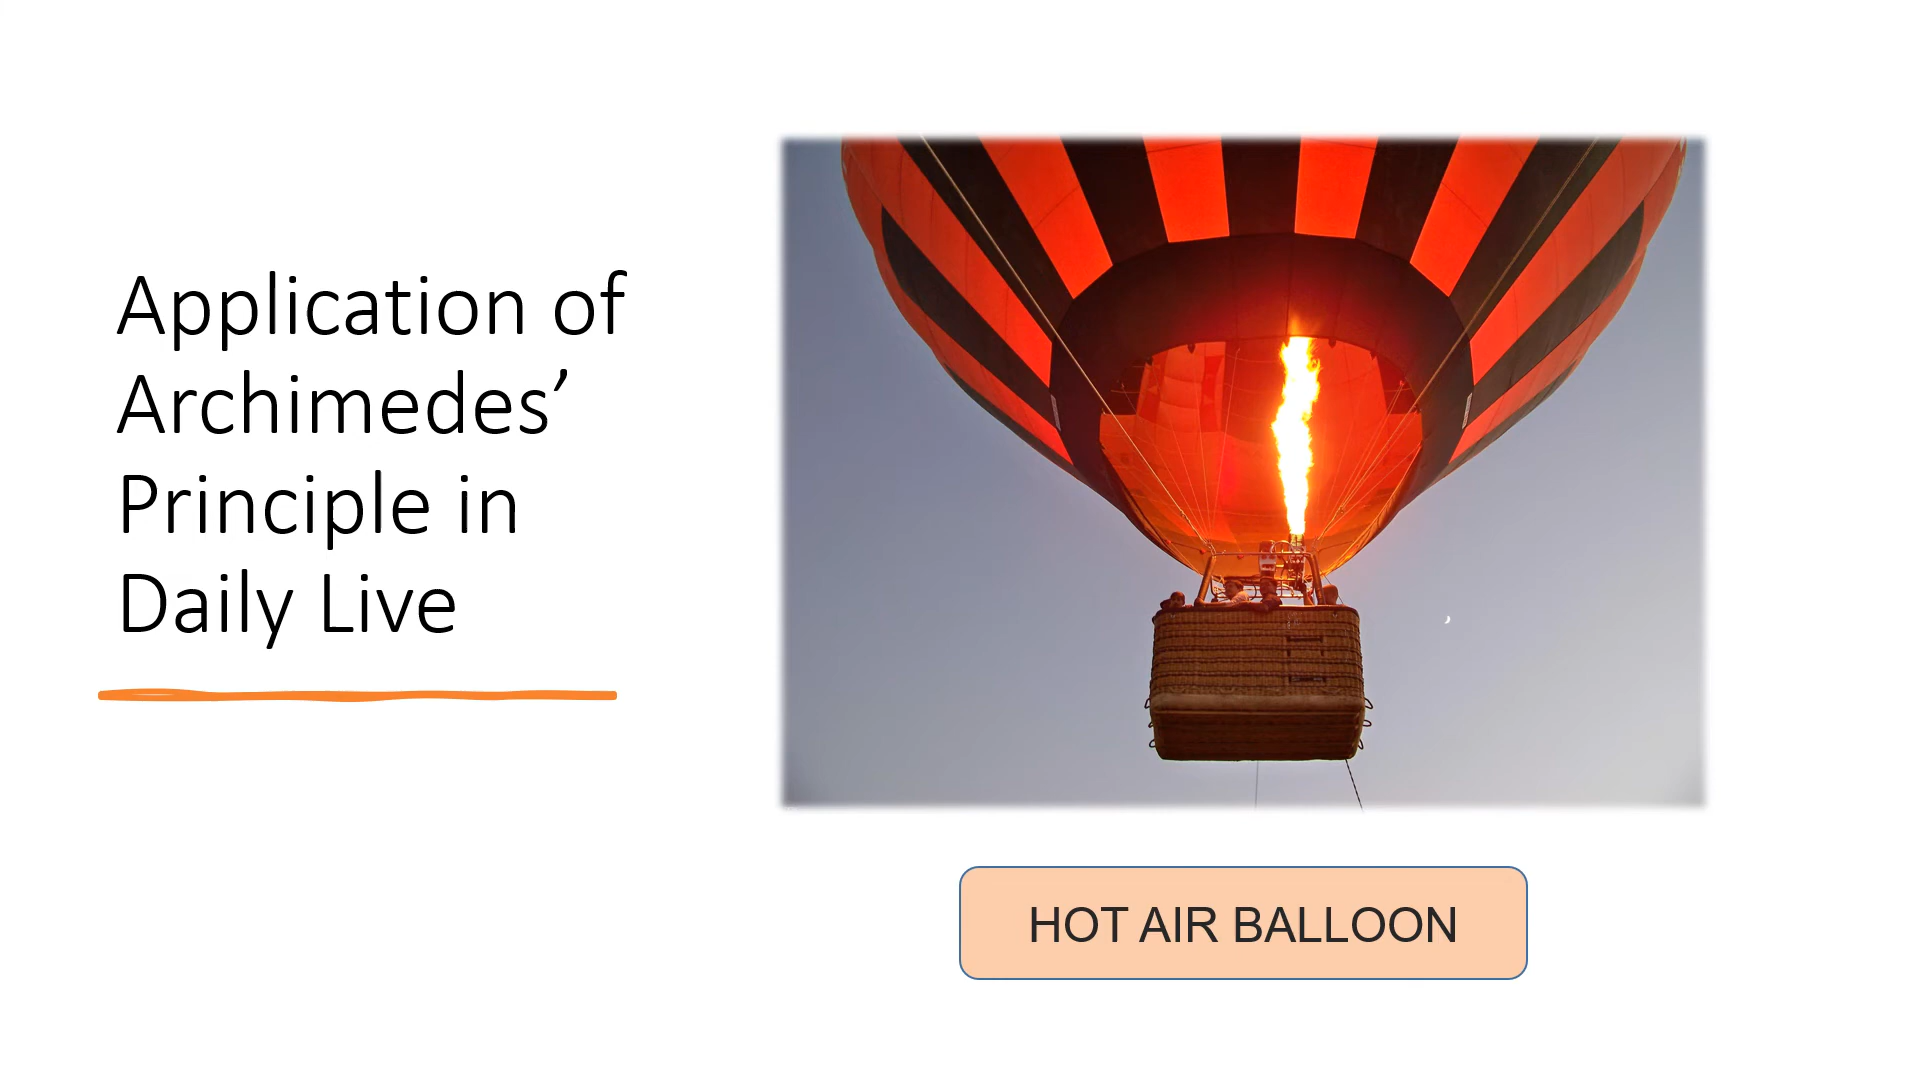 Application of
Archimedes’
Principle in
Daily Live
HOT AIR BALLOON